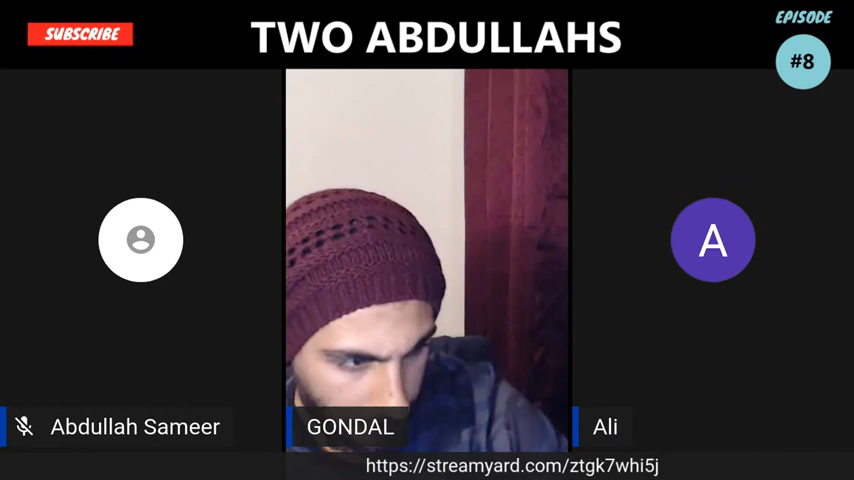 SUBSCRIBE
TWO ABDULLAHS
EPISODE
#8
A
Abdullah Sameer
GONDAL
Ali
https://streamyard.com/ztgk7whi5j